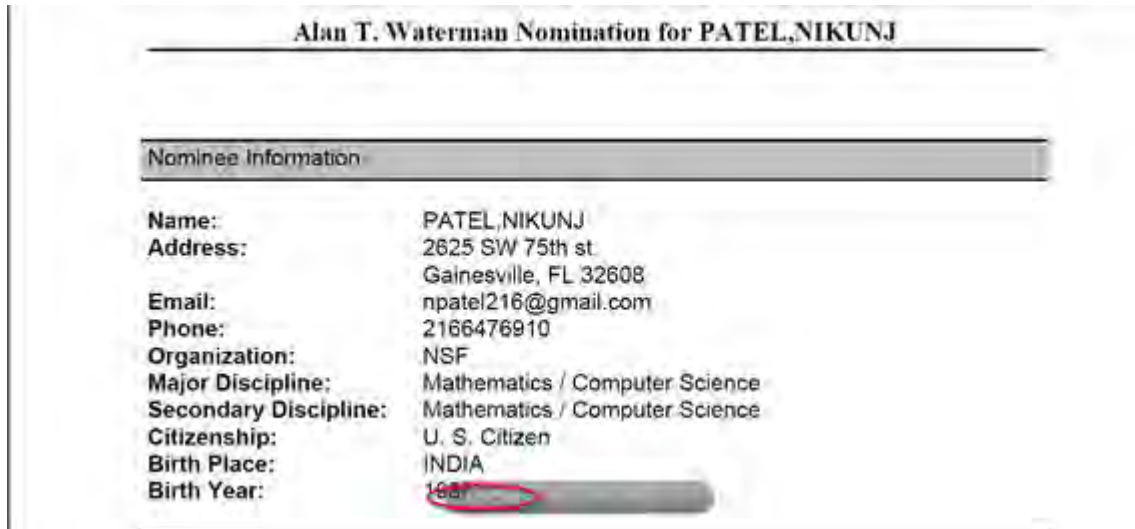 Alan T. Waterman Nomination for PATEL,NIKUNJ
Nominee Information
Name: PATEL,NIKUNJ
Address: 2625 SW 75th st
Gainesville, FL 32608
Email: npatel216@gmail.com
Phone: 2166476910
Organization: NSF
Major Discipline: Mathematics / Computer Science
Secondary Discipline: Mathematics / Computer Science
Citizenship: U. S. Citizen
Birth Place: INDIA
Birth Year: